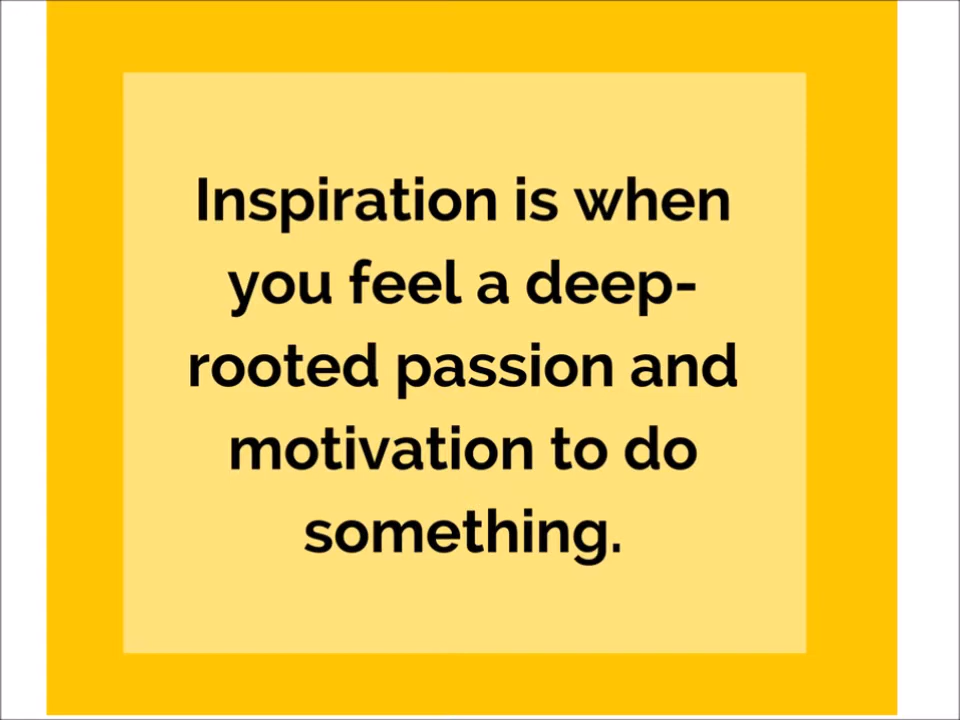 Inspiration is when
you feel a deep-
rooted passion and
motivation to do
something.